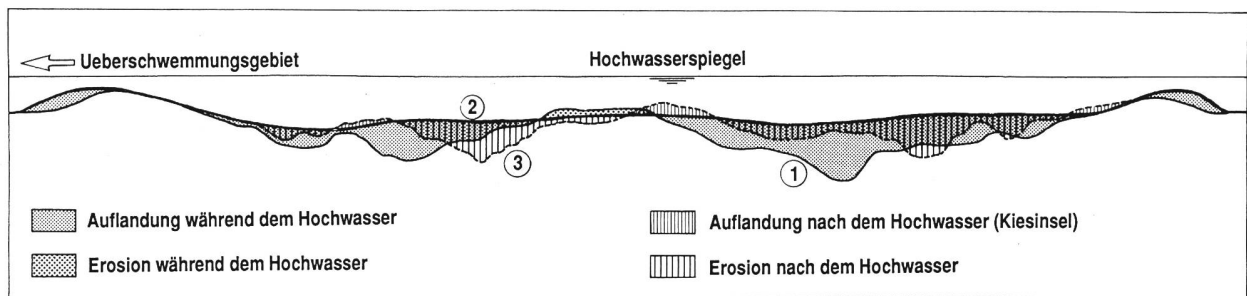 Ueberschwemmungsgebiet
Hochwasserspiegel
2
3
1
Auflandung während dem Hochwasser
Auflandung nach dem Hochwasser (Kiesinsel)
Erosion während dem Hochwasser
Erosion nach dem Hochwasser